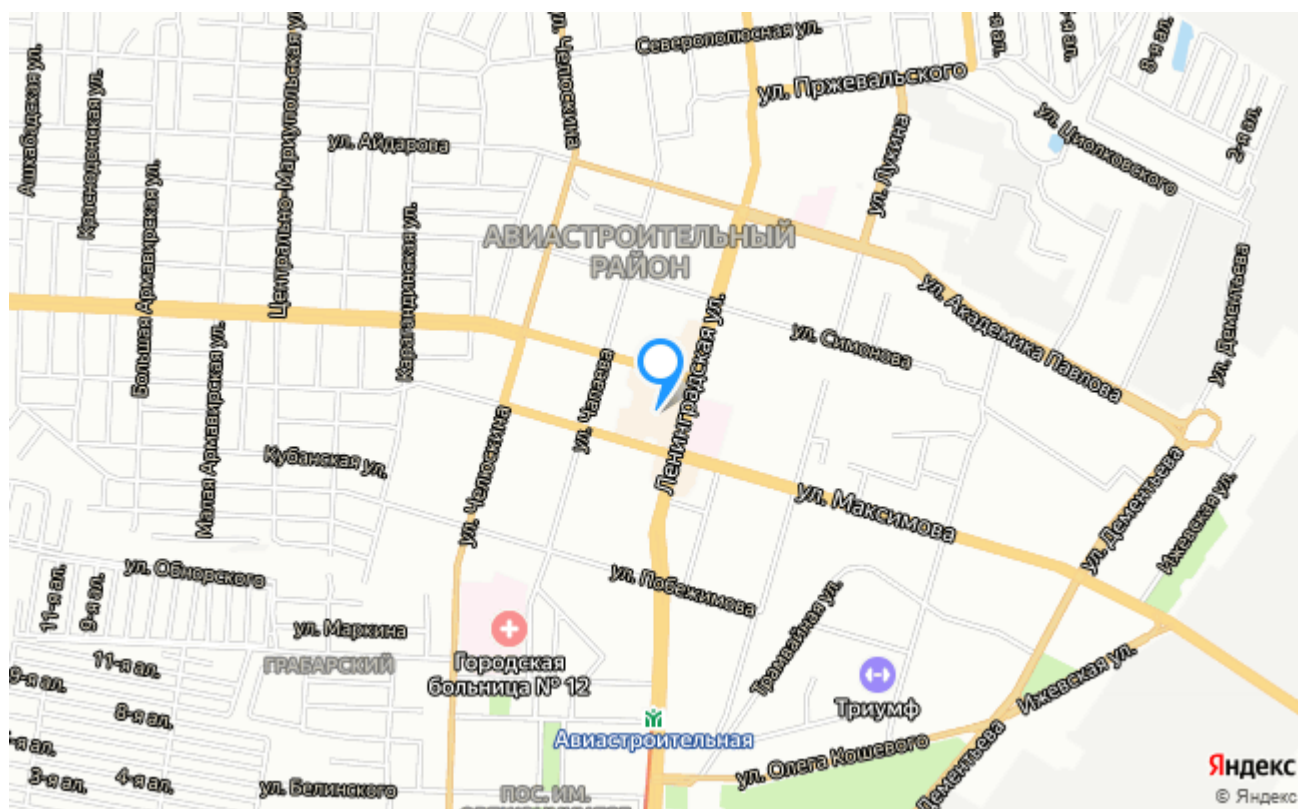 Северополюсная ул.
ул. Челюскина
8-я ал.
Ашхабадская ул.
Краснодонская ул.
Центрально-Мариупольская ул.
ул. Пржевальского
ул. Циолковского
2-я ал.
ул. Айдарова
ул. Лукина
Большая Армавирская ул.
Карагандинская ул.
АВИАСТРОИТЕЛЬНЫЙ
РАЙОН
ул. Академика Павлова
ул. Дементьева
Ленинградская ул.
ул. Симонова
Малая Армавирская ул.
ул. Чапаева
Кубанская ул.
ул. Челюскина
ул. Максимова
ул. Дементьева
Ижевская ул.
ул. Обнорского
11-я ал.
9-я ал.
ул. Побежимова
ул. Маркина
Трамвайная ул.
ГРАБАРСКИЙ
11-я ал.
9-я ал.
Городская
больница № 12
Ижевская ул.
8-я ал.
Триумф
Авиастроительная
ул. Олега Кошевого
Дементьева
3-я ал.
4-я ал.
ул. Белинского
ПОС. ИМ.
Яндекс
© Яндекс